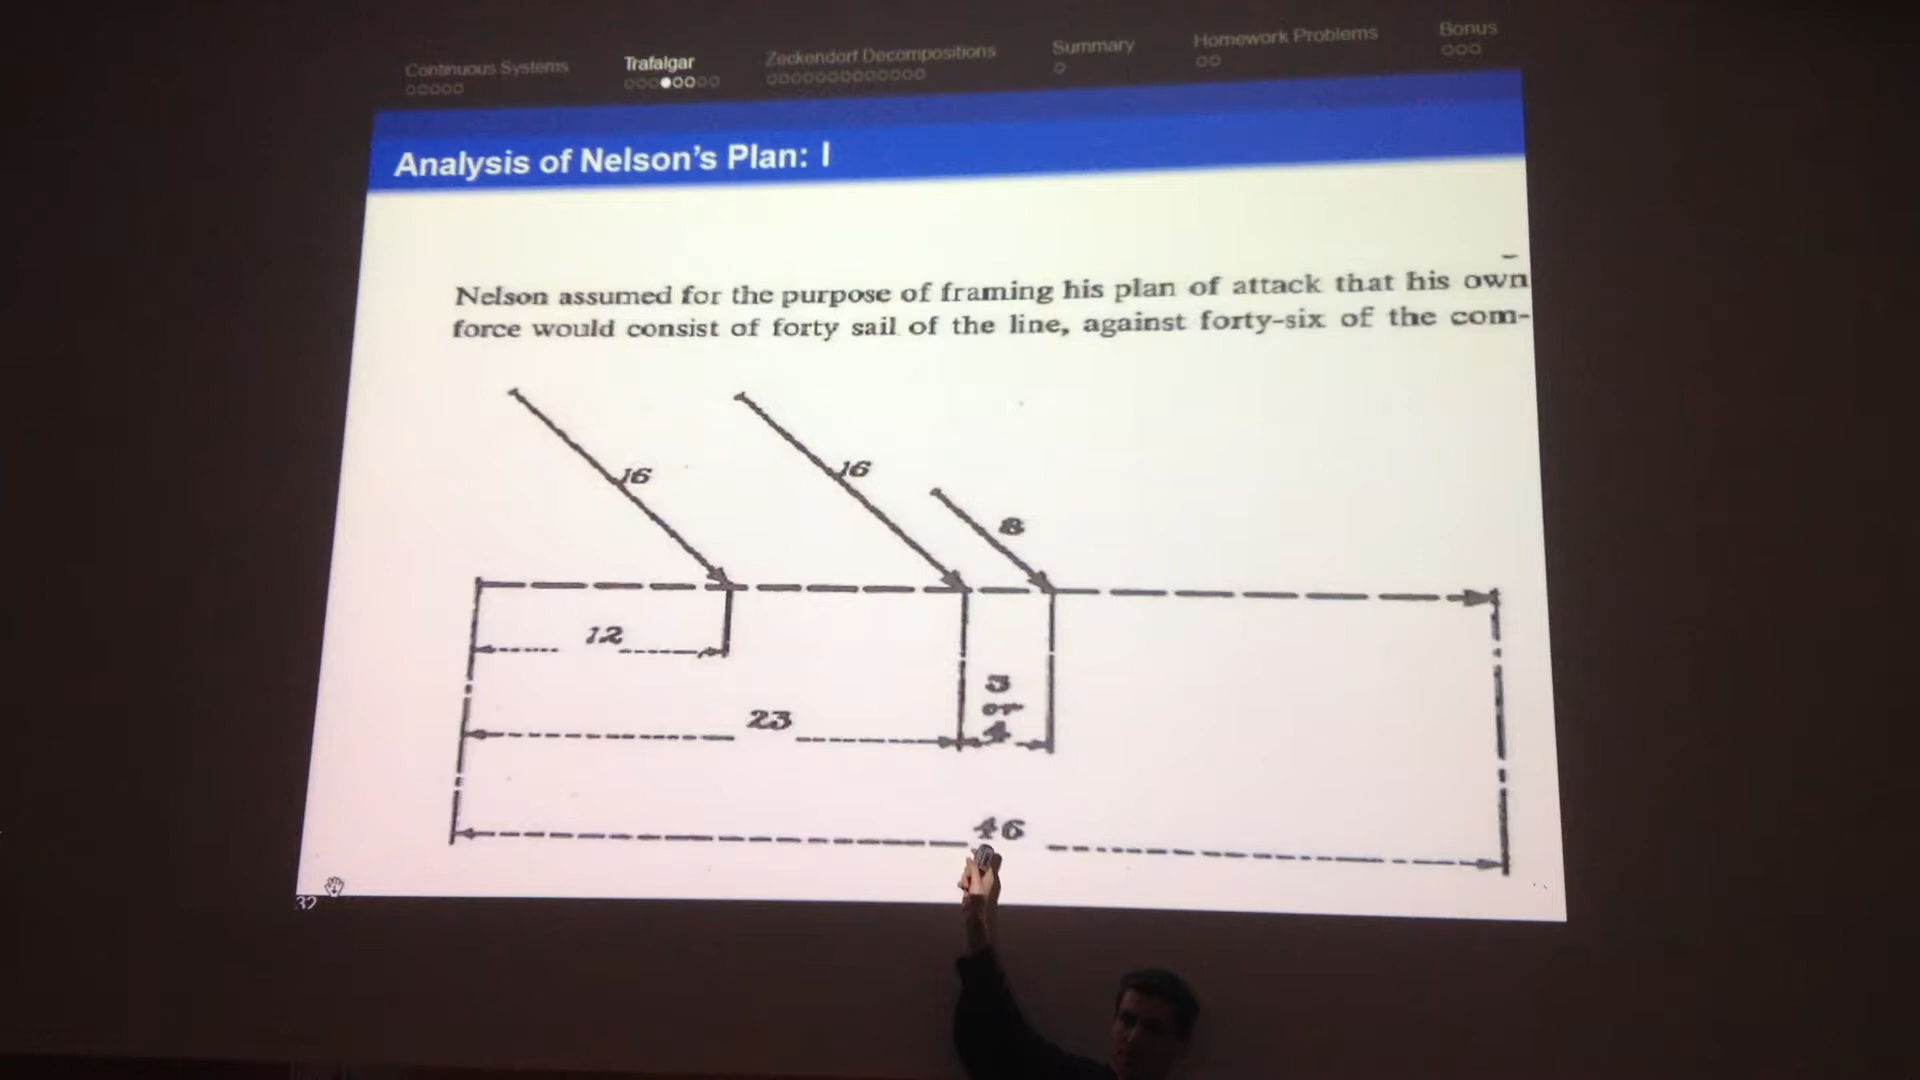 Continuous Systems
Trafalgar
Zeckendorf Decompositions
Summary
Homework Problems
Bonus
Analysis of Nelson's Plan: I
Nelson assumed for the purpose of framing his plan of attack that his own
force would consist of forty sail of the line, against forty-six of the com-
16
16
8
12
23
3
or
4
46
32